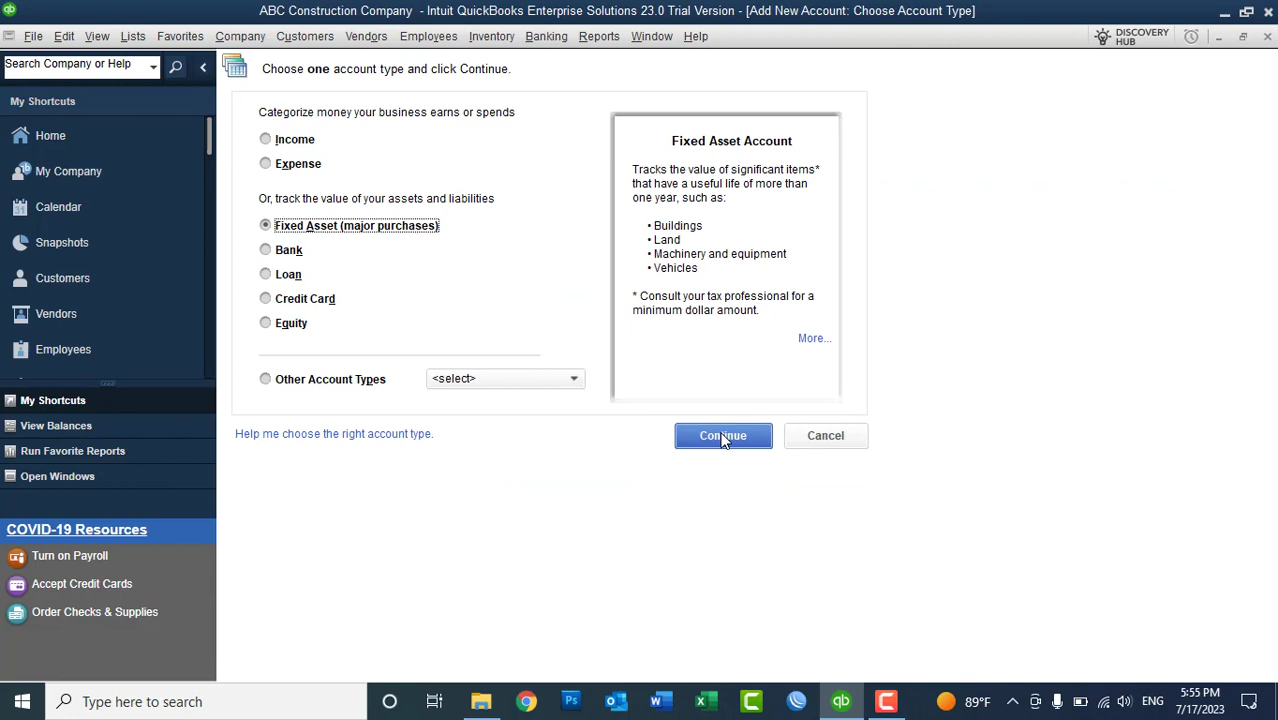 ABC Construction Company - Intuit QuickBooks Enterprise Solutions 23.0 Trial Version - [Add New Account: Choose Account Type]
File Edit View Lists Favorites Company Customers Vendors Employees Inventory Banking Reports Window Help
DISCOVERY
HUB
Search Company or Help
My Shortcuts
Home
My Company
Calendar
Snapshots
Customers
Vendors
Employees
My Shortcuts
View Balances
Run Favorite Reports
Open Windows
COVID-19 Resources
Turn on Payroll
Accept Credit Cards
Order Checks & Supplies
Choose one account type and click Continue.
Categorize money your business earns or spends
Income
Expense
Or, track the value of your assets and liabilities
Fixed Asset (major purchases)
Bank
Loan
Credit Card
Equity
Other Account Types <select>
Fixed Asset Account
Tracks the value of significant items*
that have a useful life of more than
one year, such as:
• Buildings
• Land
• Machinery and equipment
• Vehicles
* Consult your tax professional for a
minimum dollar amount.
More...
Help me choose the right account type.
Continue Cancel
Type here to search
89°F
ENG
5:55 PM
7/17/2023